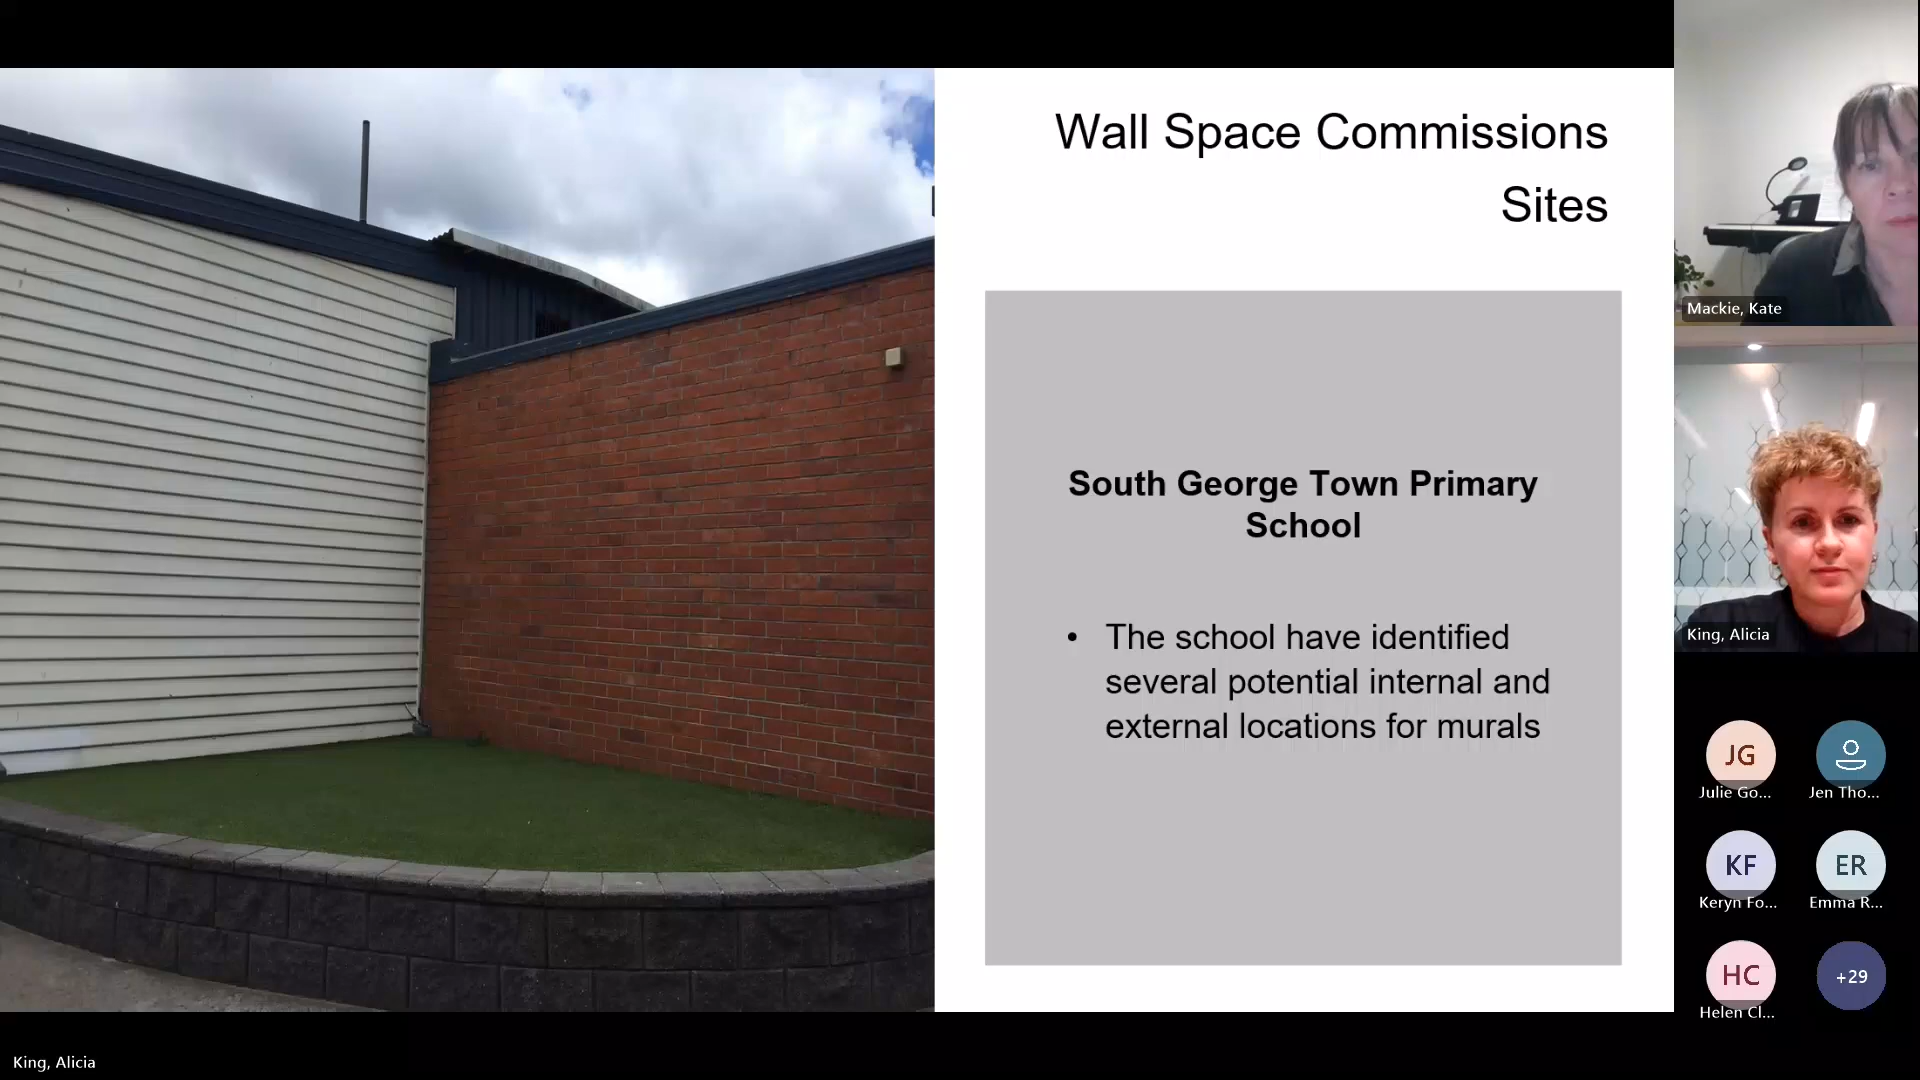 Wall Space Commissions
Sites
South George Town Primary
School
• The school have identified
several potential internal and
external locations for murals
Mackie, Kate
King, Alicia
JG
Julie Go...
Jen Tho...
KF
Keryn Fo...
ER
Emma R...
HC
Helen Cl...
+29
King, Alicia